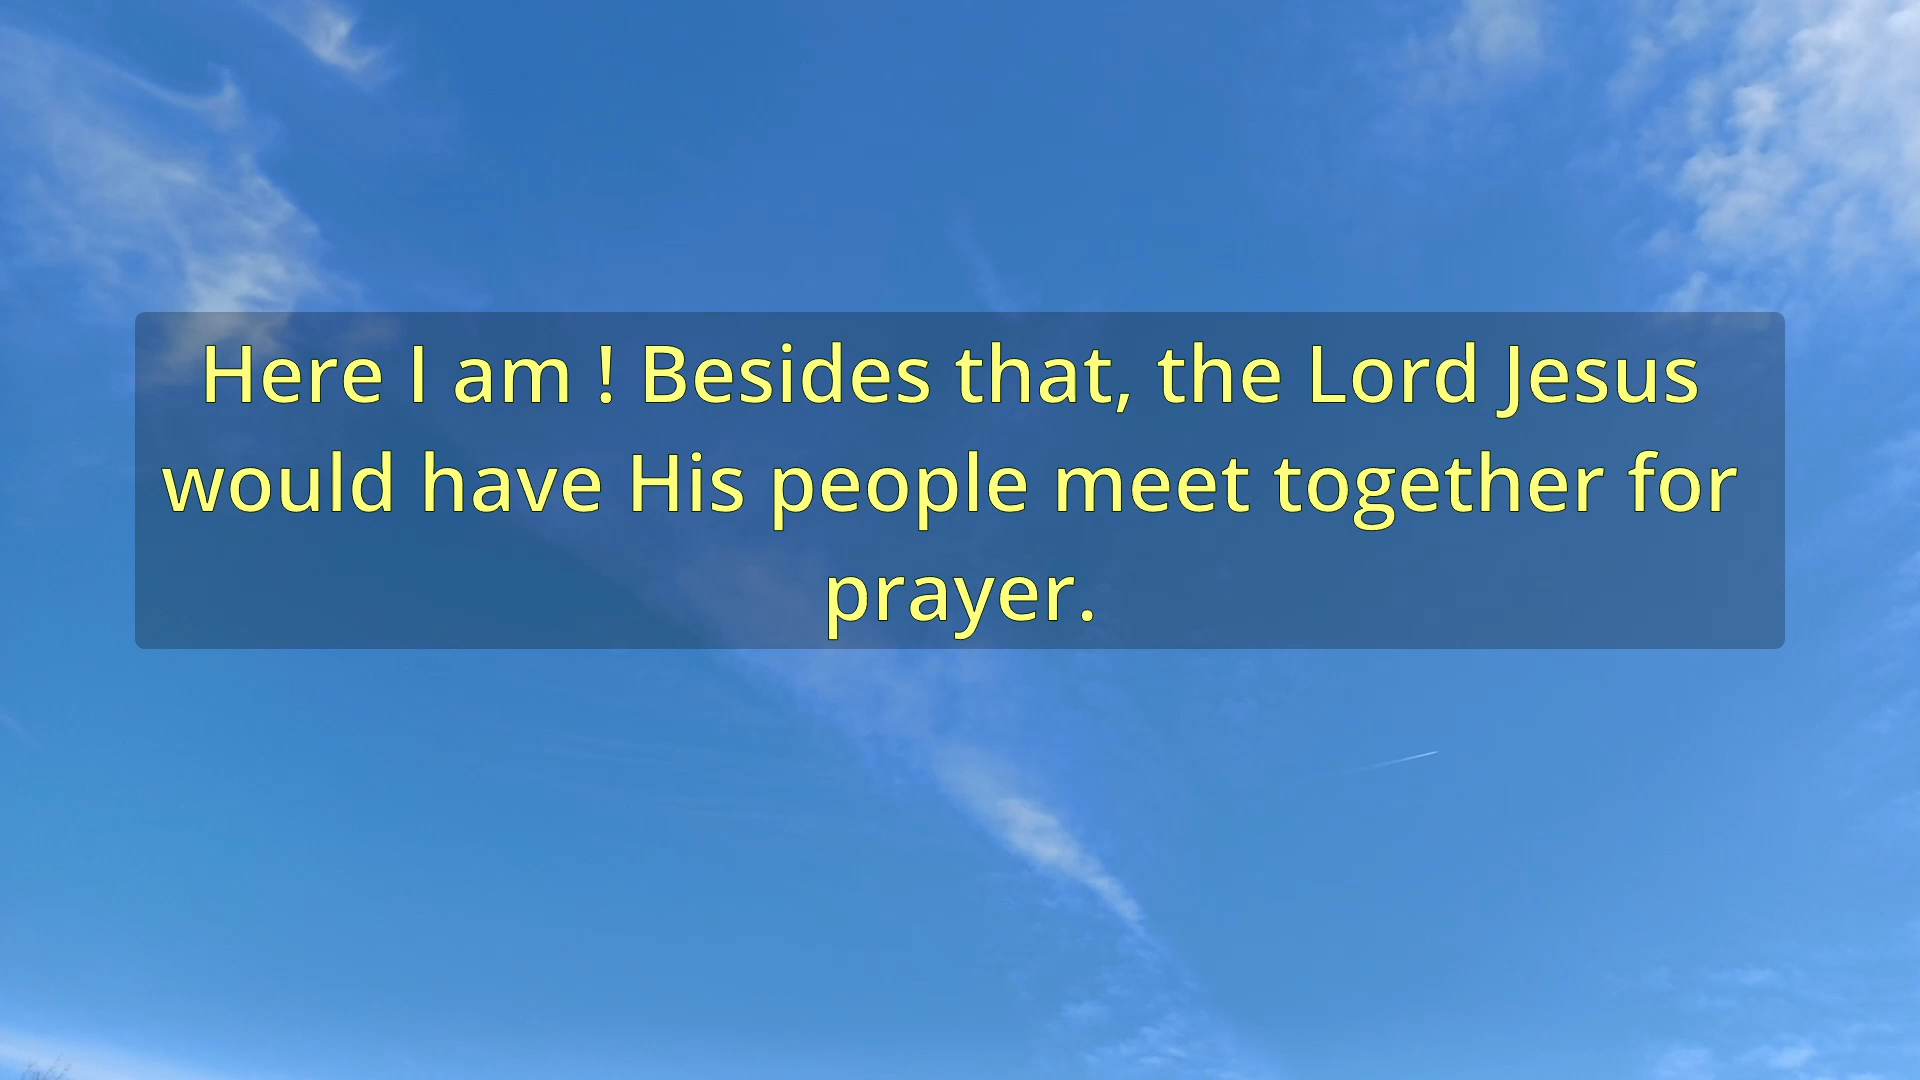 Here I am ! Besides that, the Lord Jesus
would have His people meet together for
prayer.